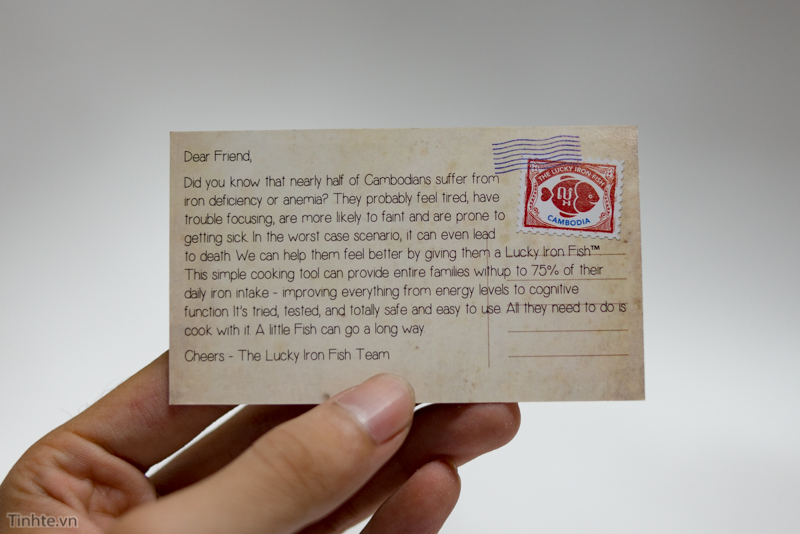 Dear Friend,
Did you know that nearly half of Cambodians suffer from
iron deficiency or anemia? They probably feel tired, have
trouble focusing, are more likely to faint and are prone to
getting sick. In the worst case scenario, it can even lead
to death. We can help them feel better by giving them a Lucky Iron Fish™
This simple cooking tool can provide entire families withup to 75% of their
daily iron intake - improving everything from energy levels to cognitive
function. It's tried, tested, and totally safe and easy to use. All they need to do is
cook with it. A little Fish can go a long way
Cheers - The Lucky Iron Fish Team
THE LUCKY IRON FISH
CAMBODIA
Tinhte.vn